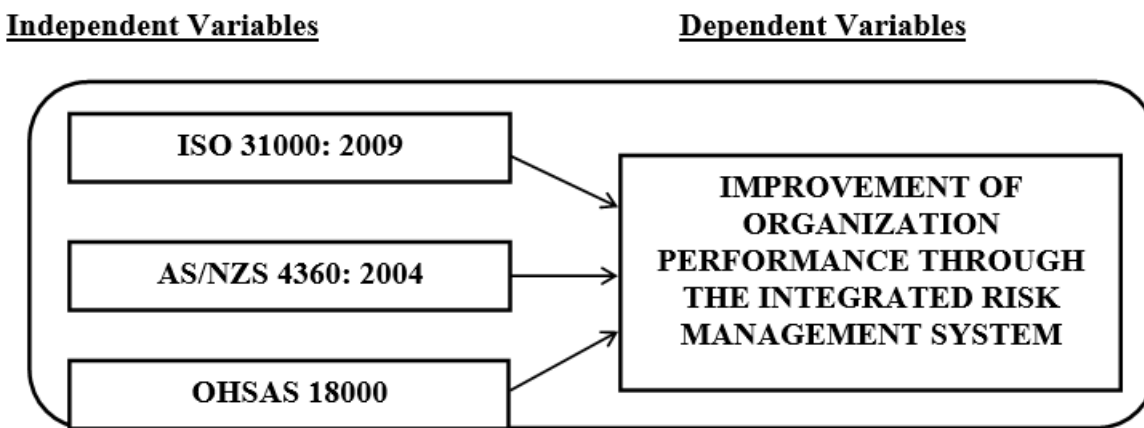 Independent Variables
Dependent Variables
ISO 31000: 2009
AS/NZS 4360: 2004
OHSAS 18000
IMPROVEMENT OF
ORGANIZATION
PERFORMANCE THROUGH
THE INTEGRATED RISK
MANAGEMENT SYSTEM